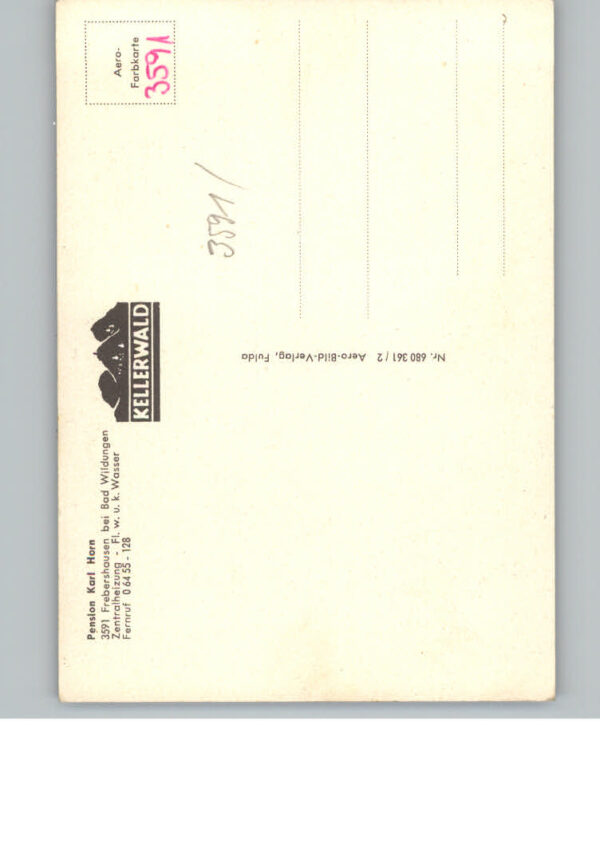 Pension Karl Horn
3591 Frebershausen bei Bad Wildungen
Zentralheizung - Fl. w. u. k. Wasser
Fernruf 0 64 55 - 128
KELLERWALD
Aero-
Farbkarte
3591
3591 /
Nr. 680 361 / 2 Aero-Bild-Verlag, Fulda